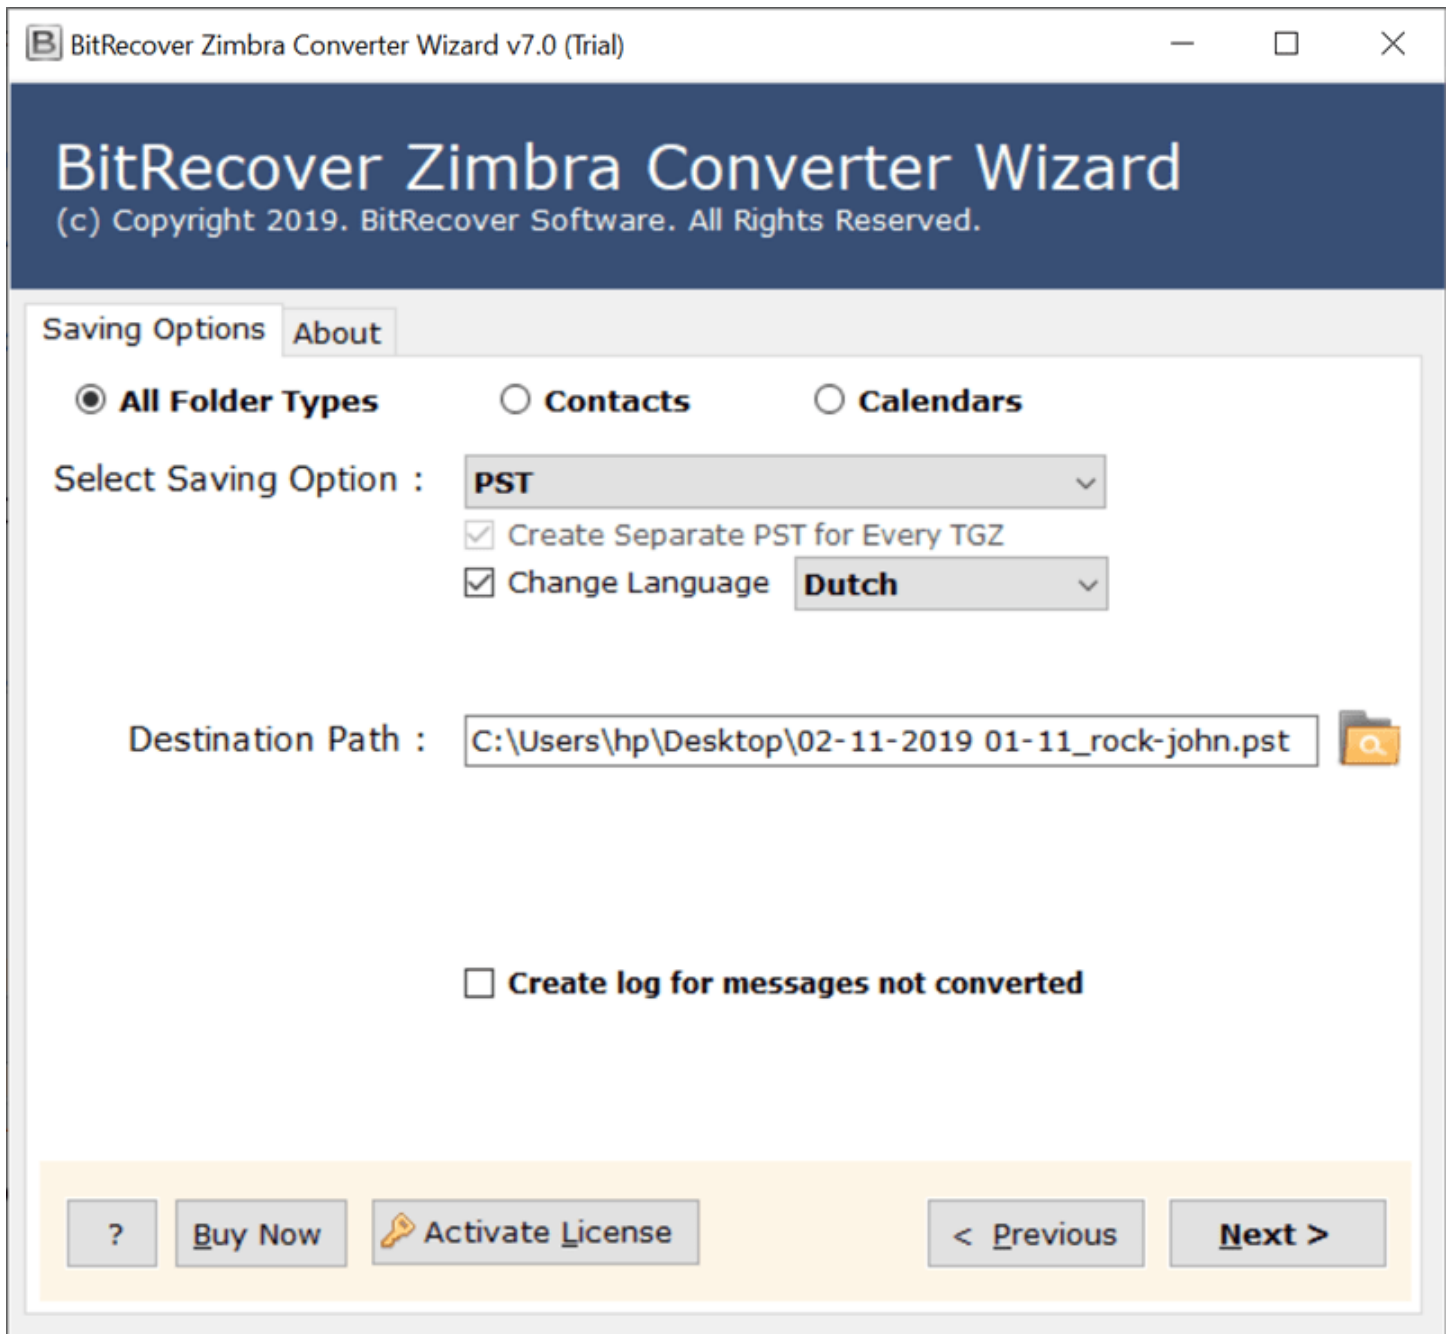 BitRecover Zimbra Converter Wizard v7.0 (Trial)
BitRecover Zimbra Converter Wizard
(c) Copyright 2019. BitRecover Software. All Rights Reserved.
Saving Options About
All Folder Types Contacts Calendars
Select Saving Option : PST
Create Separate PST for Every TGZ
Change Language Dutch
Destination Path : C:\Users\hp\Desktop\02-11-2019 01-11_rock-john.pst
Create log for messages not converted
? Buy Now Activate License < Previous Next >